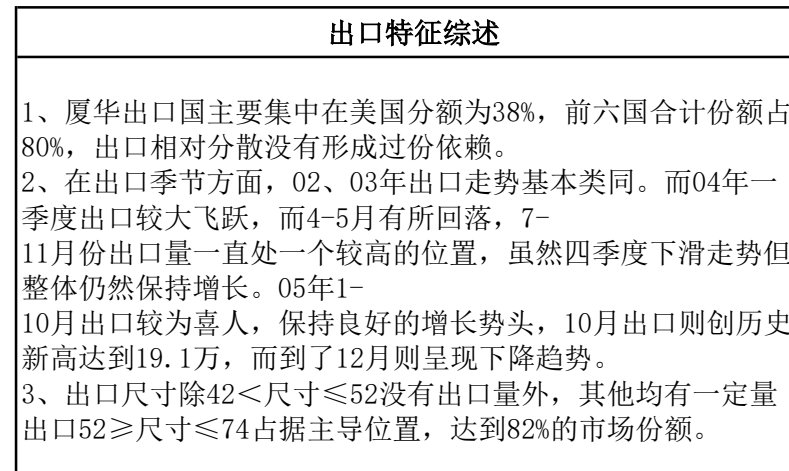 出口特征综述
1、厦华出口国主要集中在美国分额为38%，前六国合计份额占
80%，出口相对分散没有形成过份依赖。
2、在出口季节方面，02、03年出口走势基本类同。而04年一
季度出口较大飞跃，而4-5月有所回落，7-
11月份出口量一直处一个较高的位置，虽然四季度下滑走势但
整体仍然保持增长。05年1-
10月出口较为喜人，保持良好的增长势头，10月出口则创历史
新高达到19.1万，而到了12月则呈现下降趋势。
3、出口尺寸除42＜尺寸≤52没有出口量外，其他均有一定量
出口52≥尺寸≤74占据主导位置，达到82%的市场份额。